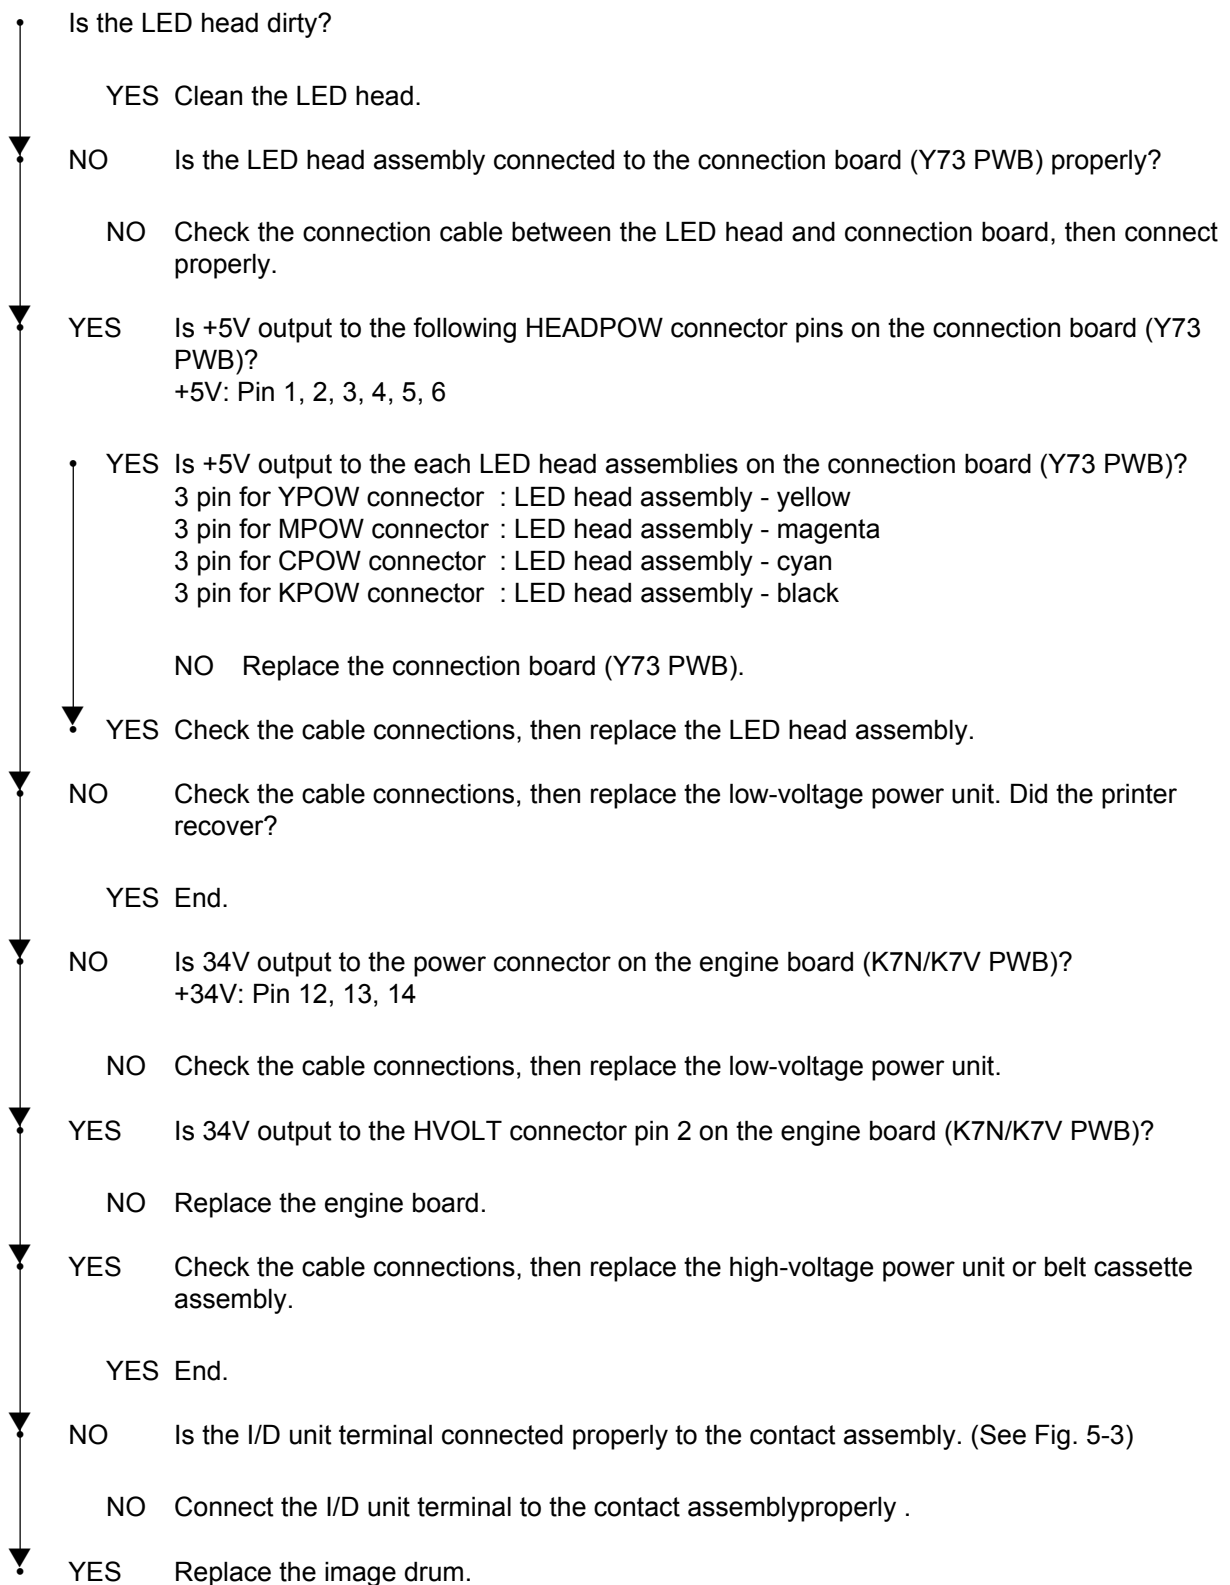 Is the LED head dirty?
YES Clean the LED head.
NO Is the LED head assembly connected to the connection board (Y73 PWB) properly?
NO Check the connection cable between the LED head and connection board, then connect
properly.
YES Is +5V output to the following HEADPOW connector pins on the connection board (Y73
PWB)?
+5V: Pin 1, 2, 3, 4, 5, 6
YES Is +5V output to the each LED head assemblies on the connection board (Y73 PWB)?
3 pin for YPOW connector : LED head assembly - yellow
3 pin for MPOW connector : LED head assembly - magenta
3 pin for CPOW connector : LED head assembly - cyan
3 pin for KPOW connector : LED head assembly - black
NO Replace the connection board (Y73 PWB).
YES Check the cable connections, then replace the LED head assembly.
NO Check the cable connections, then replace the low-voltage power unit. Did the printer
recover?
YES End.
NO Is 34V output to the power connector on the engine board (K7N/K7V PWB)?
+34V: Pin 12, 13, 14
NO Check the cable connections, then replace the low-voltage power unit.
YES Is 34V output to the HVOLT connector pin 2 on the engine board (K7N/K7V PWB)?
NO Replace the engine board.
YES Check the cable connections, then replace the high-voltage power unit or belt cassette
assembly.
YES End.
NO Is the I/D unit terminal connected properly to the contact assembly. (See Fig. 5-3)
NO Connect the I/D unit terminal to the contact assemblyproperly .
YES Replace the image drum.